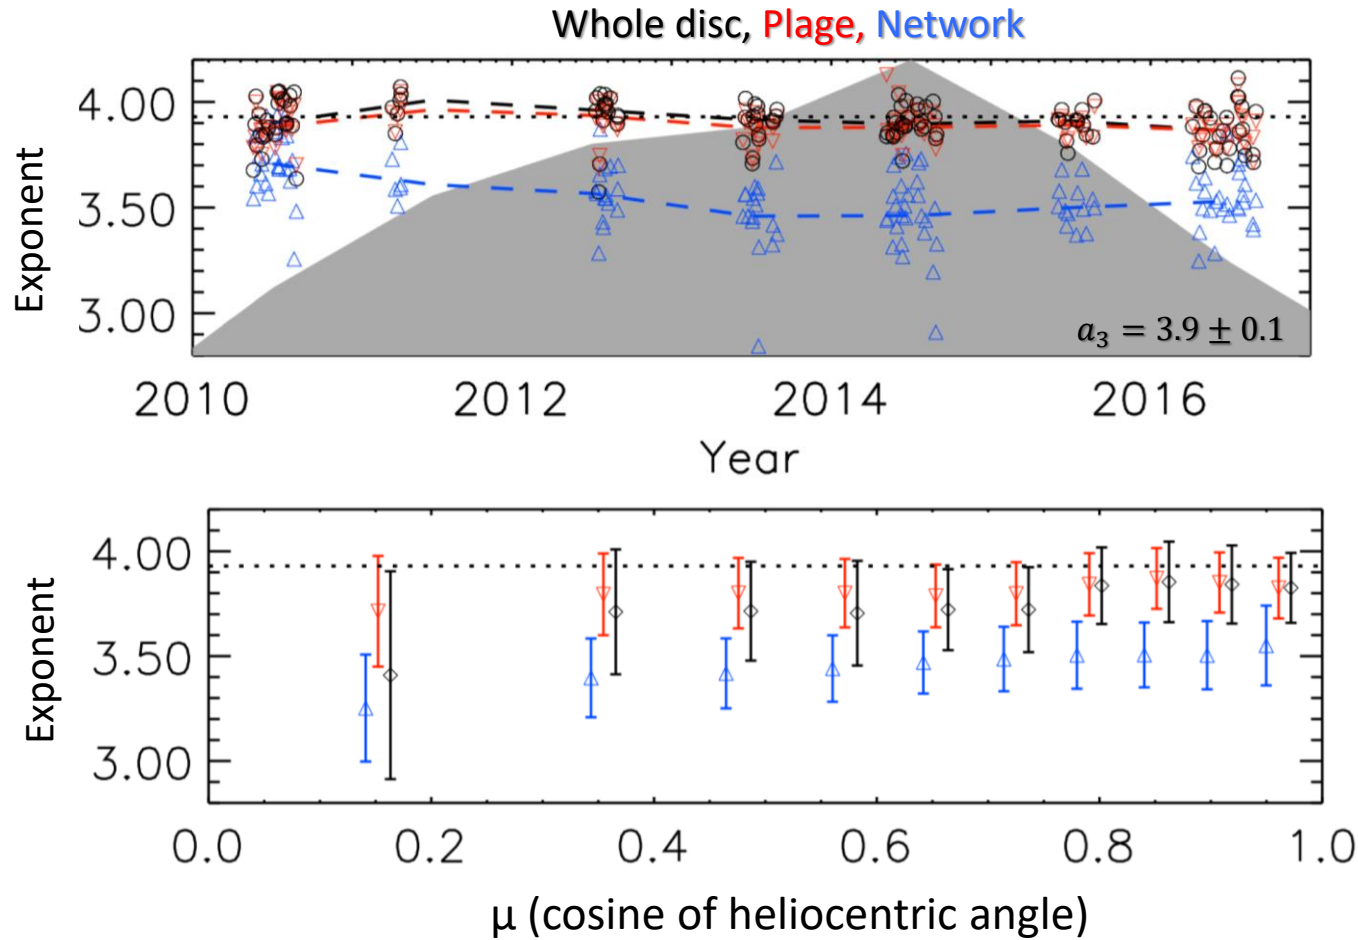 Whole disc, Plage, Network
Exponent
4.00
3.50
3.00
a₃ = 3.9 ± 0.1
2010 2012 2014 2016
Year
Exponent
4.00
3.50
3.00
0.0 0.2 0.4 0.6 0.8 1.0
μ (cosine of heliocentric angle)